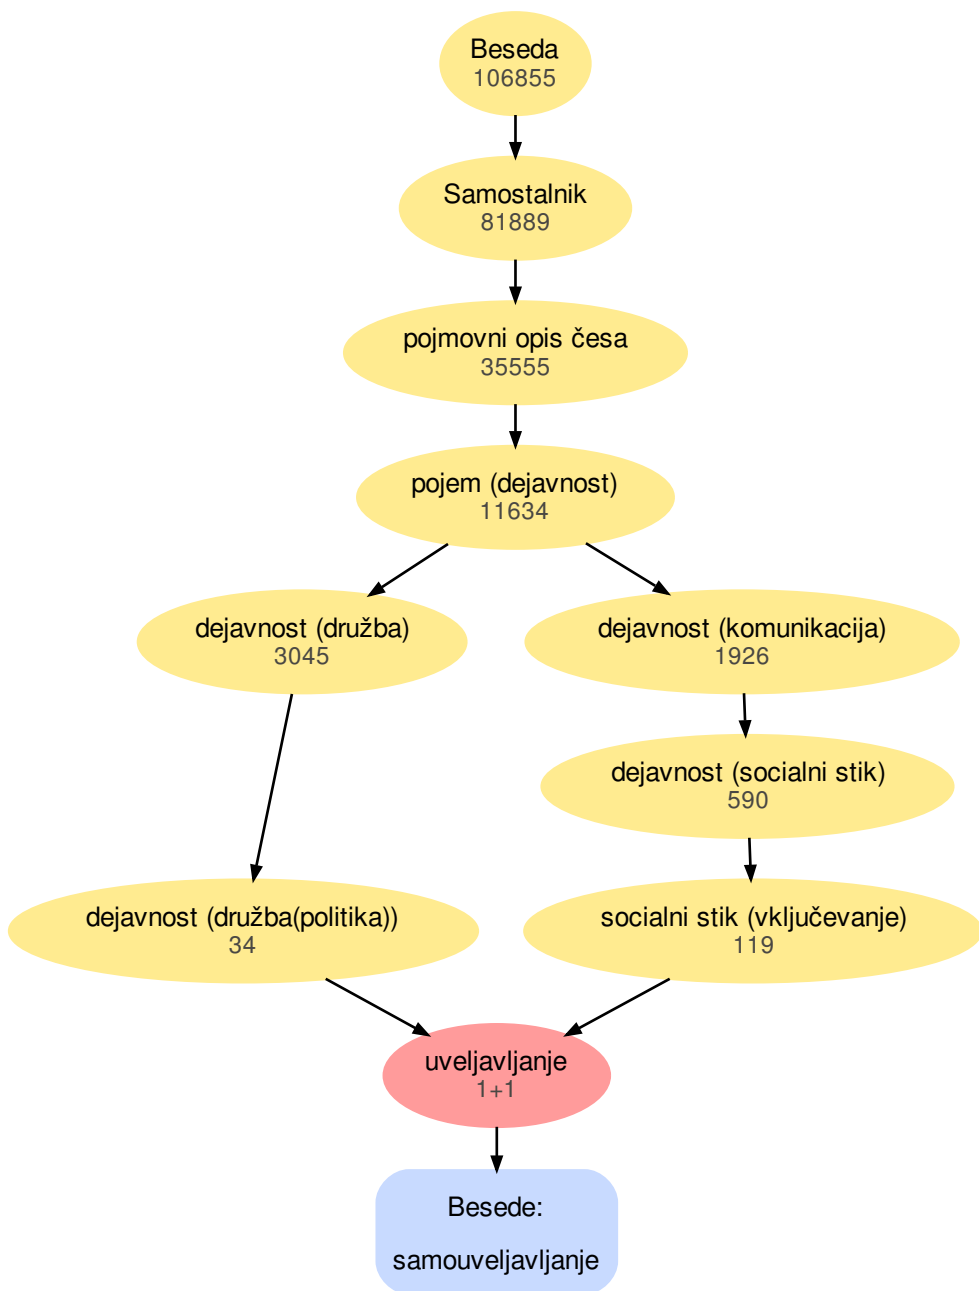 Beseda
106855
Samostalnik
81889
pojmovni opis česa
35555
pojem (dejavnost)
11634
dejavnost (družba)
3045
dejavnost (komunikacija)
1926
dejavnost (socialni stik)
590
dejavnost (družba(politika))
34
socialni stik (vključevanje)
119
uveljavljanje
1+1
Besede:
samouveljavljanje